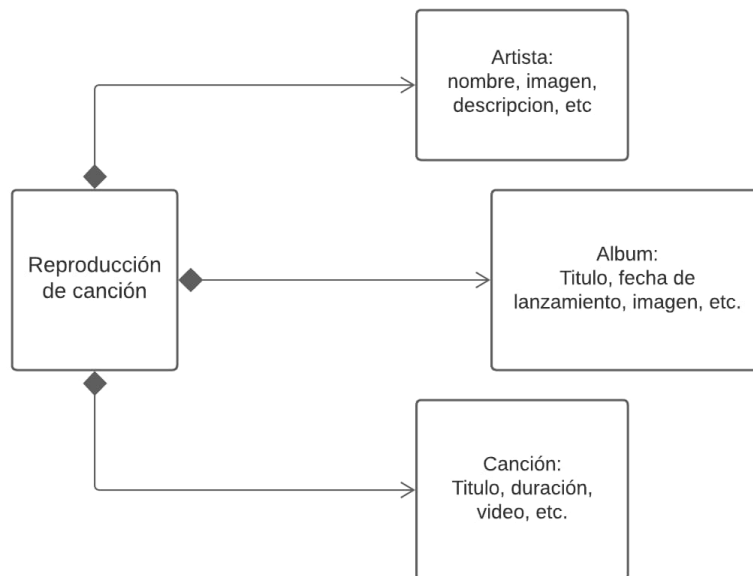 Artista:
nombre, imagen,
descripcion, etc
Reproducción
de canción
Album:
Titulo, fecha de
lanzamiento, imagen, etc.
Canción:
Titulo, duración,
video, etc.